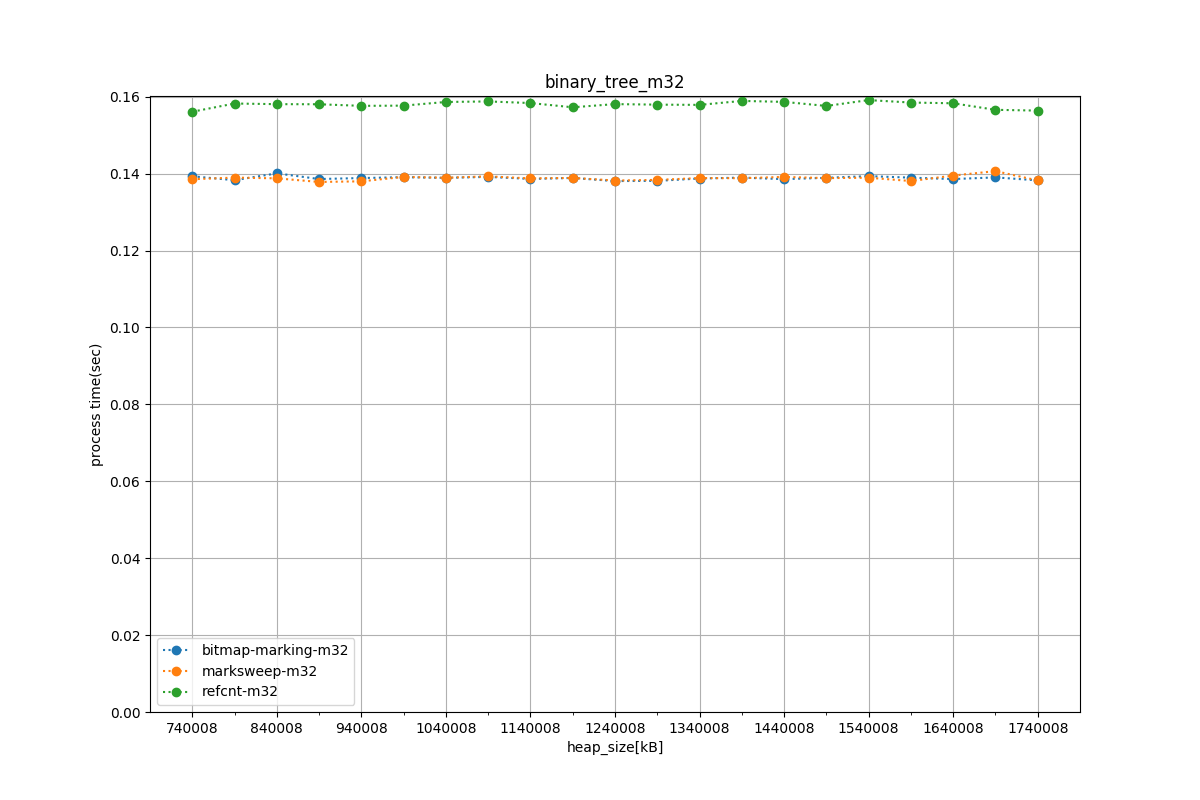 binary_tree_m32
0.16
0.14
0.12
0.10
0.08
0.06
0.04
0.02
0.00
process time(sec)
bitmap-marking-m32
marksweep-m32
refcnt-m32
740008 840008 940008 1040008 1140008 1240008 1340008 1440008 1540008 1640008 1740008
heap_size[kB]